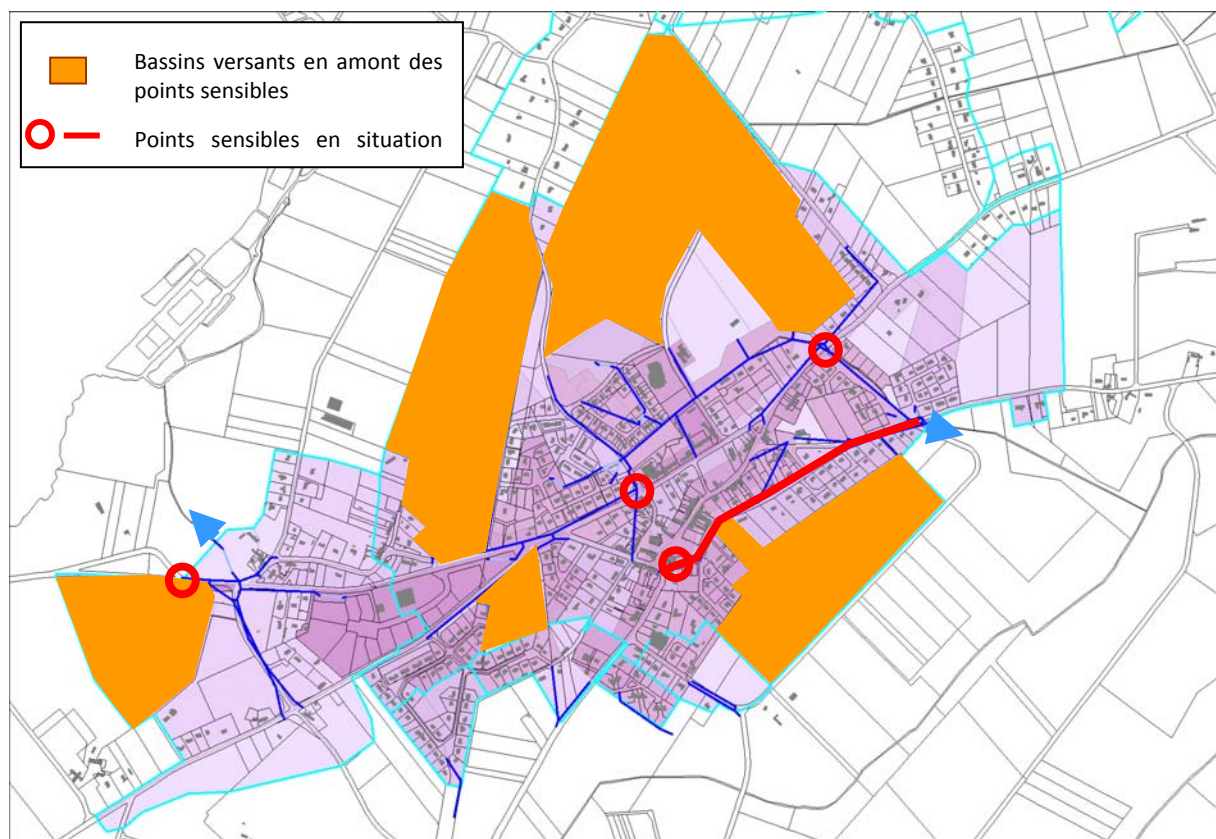 Bassins versants en amont des
points sensibles
Points sensibles en situation